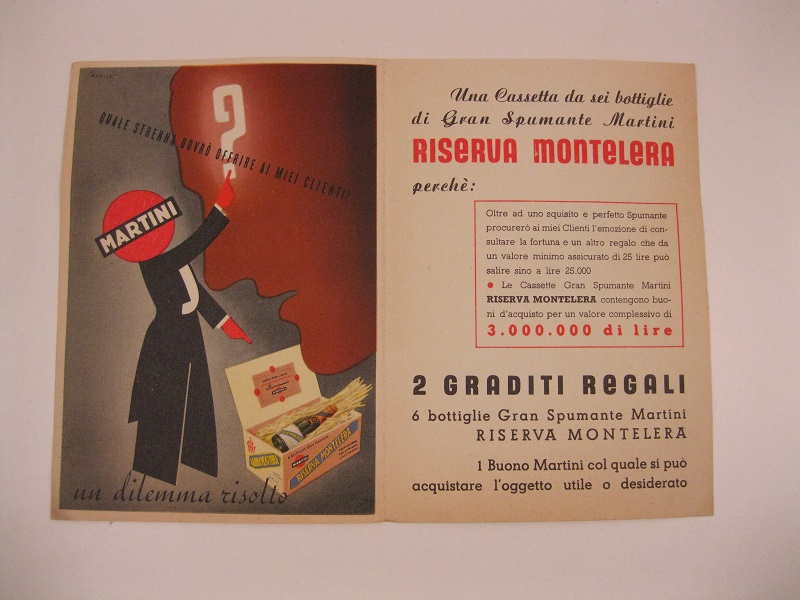 QUALE STRENNA DOVRÒ OFFRIRE AI MIEI CLIENTI?
MARTINI
RISERVA MONTELERA
un dilemma risolto
Una Cassetta da sei bottiglie
di Gran Spumante Martini
RISERVA MONTELERA
perchè:
Oltre ad uno squisito e perfetto Spumante
procurerò ai miei Clienti l'emozione di con-
sultare la fortuna e un altro regalo che da
un valore minimo assicurato di 25 lire può
salire sino a lire 25.000
● Le Cassette Gran Spumante Martini
RISERVA MONTELERA contengono buo-
ni d'acquisto per un valore complessivo di
3.000.000 di lire
2 GRADITI REGALI
6 bottiglie Gran Spumante Martini
RISERVA MONTELERA
1 Buono Martini col quale si può
acquistare l'oggetto utile o desiderato